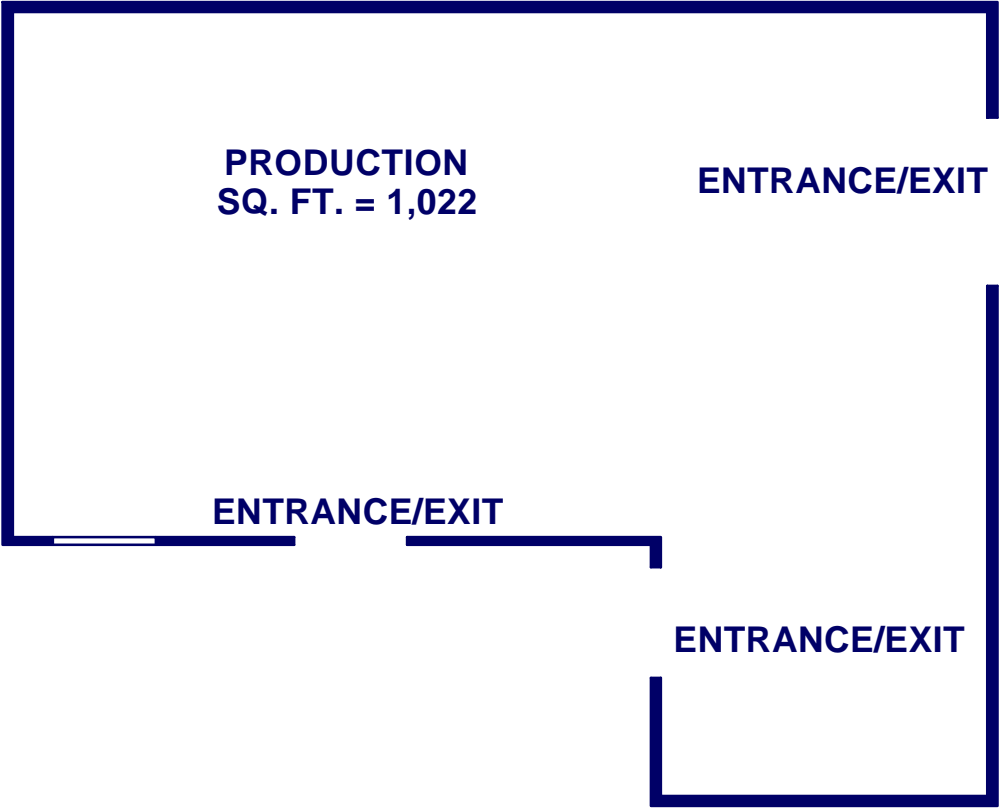 PRODUCTION
SQ. FT. = 1,022
ENTRANCE/EXIT
ENTRANCE/EXIT
ENTRANCE/EXIT